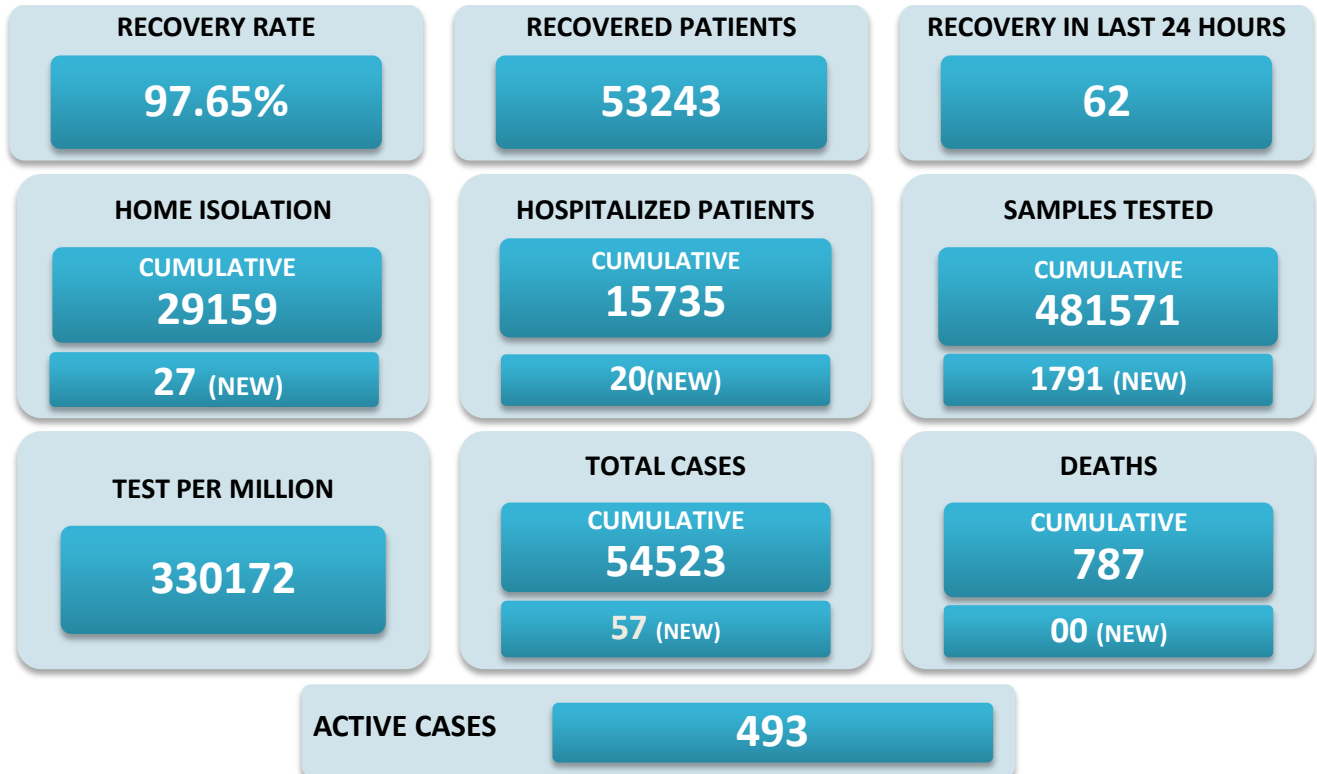 RECOVERY RATE
97.65%
RECOVERED PATIENTS
53243
RECOVERY IN LAST 24 HOURS
62
HOME ISOLATION
CUMULATIVE
29159
27 (NEW)
HOSPITALIZED PATIENTS
CUMULATIVE
15735
20(NEW)
SAMPLES TESTED
CUMULATIVE
481571
1791 (NEW)
TEST PER MILLION
330172
TOTAL CASES
CUMULATIVE
54523
57 (NEW)
DEATHS
CUMULATIVE
787
00 (NEW)
ACTIVE CASES
493